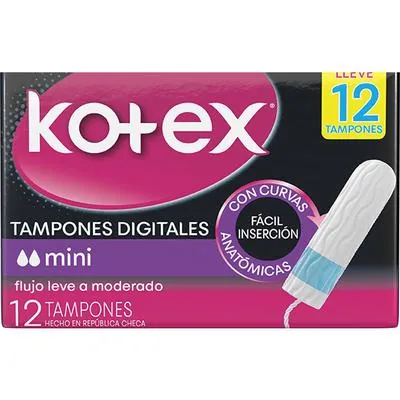 LLEVE
12
TAMPONES
kotex®
TAMPONES DIGITALES
mini
flujo leve a moderado
12 TAMPONES
HECHO EN REPÚBLICA CHECA
CON CURVAS
FÁCIL
INSERCIÓN
ANATÓMICAS